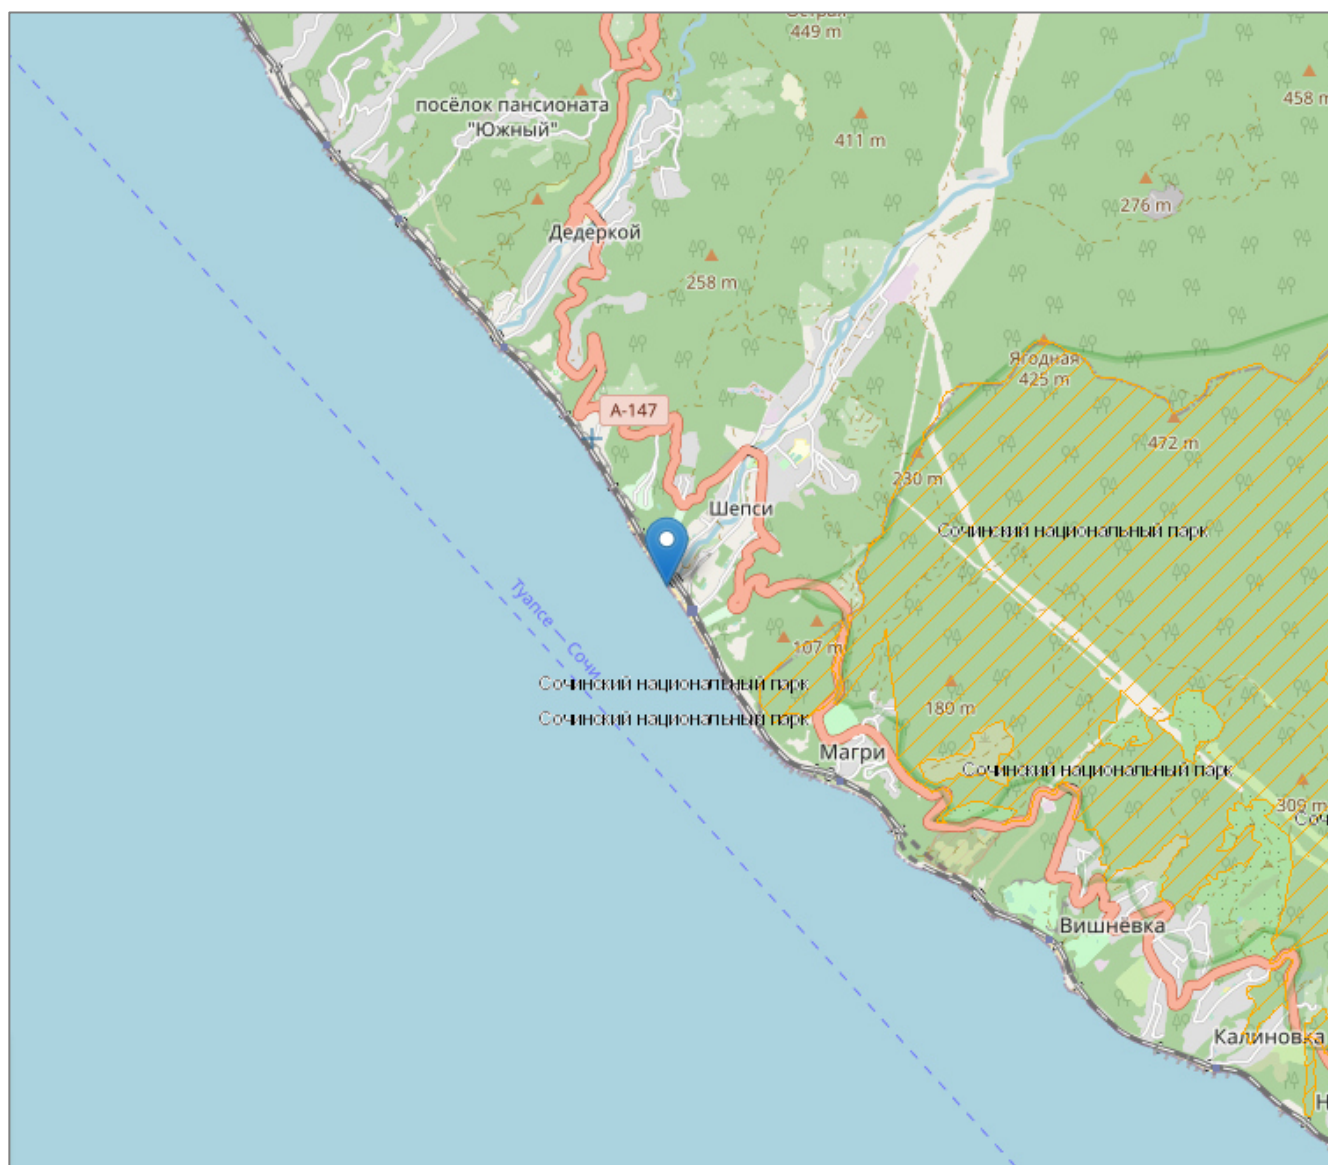 449 m
458 m
посёлок пансионата
"Южный"
411 m
276 m
Дедеркой
258 m
Ягодная
425 m
А-147
472 m
230 m
Шепси
Сочинский национальный парк
Туапсе — Сочи
107 m
Сочинский национальный парк
180 m
Сочинский национальный парк
Магри
Сочинский национальный парк
309 m
Соч
Вишнёвка
Калиновка
Н